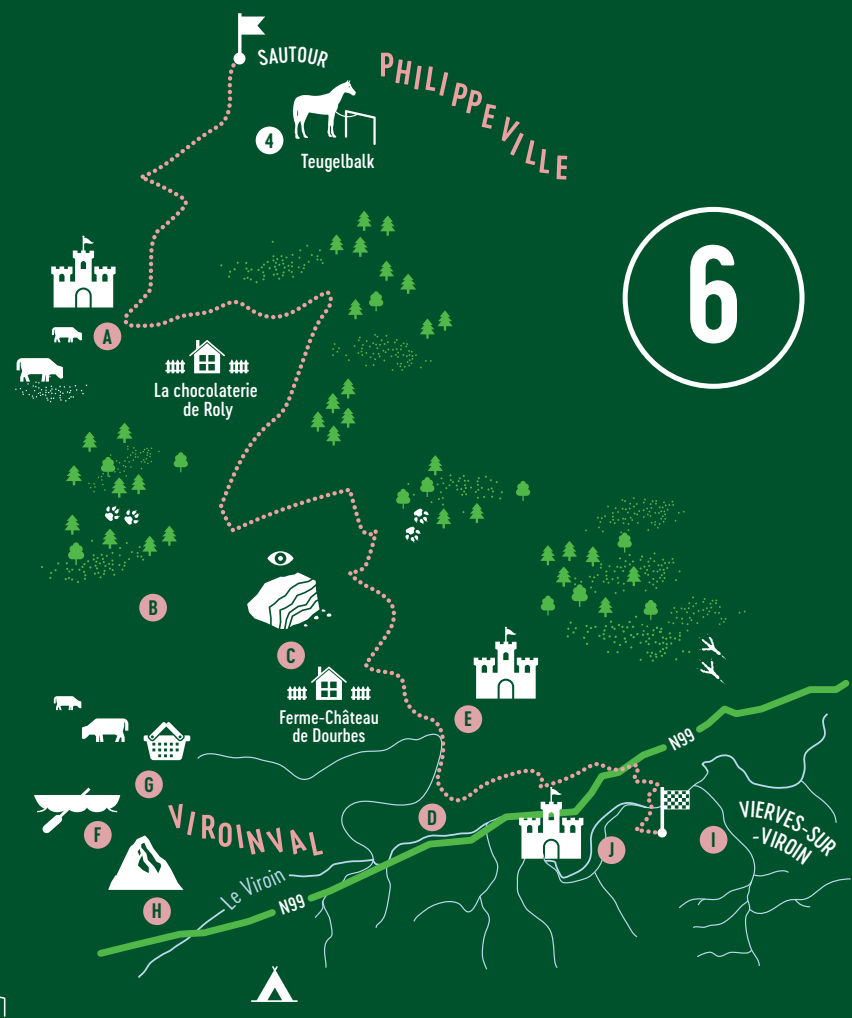 SAUTOUR
PHILIPPEVILLE
4
Teugelbalk
6
A
La chocolaterie
de Roly
B
C
Ferme-Château
de Dourbes
E
N99
G
F
VIROINVAL
D
VIERVES-SUR
-VIROIN
J
I
H
Le Viroin
N99